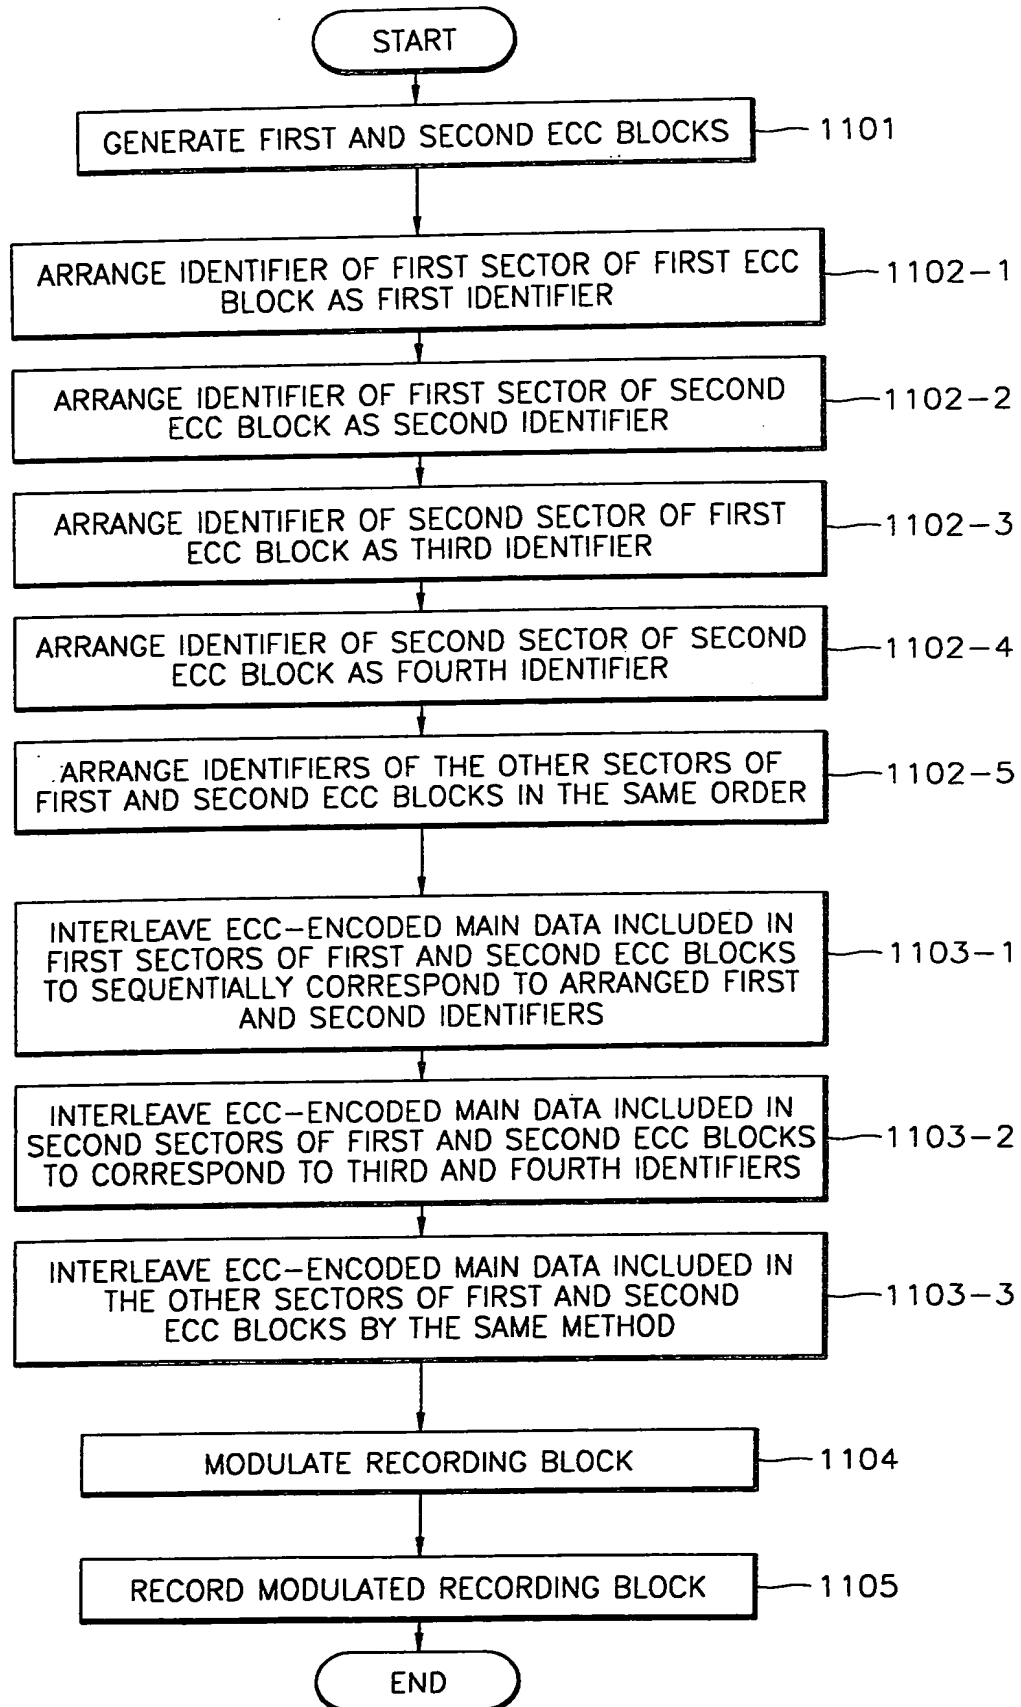 START
GENERATE FIRST AND SECOND ECC BLOCKS
1101
ARRANGE IDENTIFIER OF FIRST SECTOR OF FIRST ECC
BLOCK AS FIRST IDENTIFIER
1102-1
ARRANGE IDENTIFIER OF FIRST SECTOR OF SECOND
ECC BLOCK AS SECOND IDENTIFIER
1102-2
ARRANGE IDENTIFIER OF SECOND SECTOR OF FIRST
ECC BLOCK AS THIRD IDENTIFIER
1102-3
ARRANGE IDENTIFIER OF SECOND SECTOR OF SECOND
ECC BLOCK AS FOURTH IDENTIFIER
1102-4
ARRANGE IDENTIFIERS OF THE OTHER SECTORS OF
FIRST AND SECOND ECC BLOCKS IN THE SAME ORDER
1102-5
INTERLEAVE ECC-ENCODED MAIN DATA INCLUDED IN
FIRST SECTORS OF FIRST AND SECOND ECC BLOCKS
TO SEQUENTIALLY CORRESPOND TO ARRANGED FIRST
AND SECOND IDENTIFIERS
1103-1
INTERLEAVE ECC-ENCODED MAIN DATA INCLUDED IN
SECOND SECTORS OF FIRST AND SECOND ECC BLOCKS
TO CORRESPOND TO THIRD AND FOURTH IDENTIFIERS
1103-2
INTERLEAVE ECC-ENCODED MAIN DATA INCLUDED IN
THE OTHER SECTORS OF FIRST AND SECOND
ECC BLOCKS BY THE SAME METHOD
1103-3
MODULATE RECORDING BLOCK
1104
RECORD MODULATED RECORDING BLOCK
1105
END